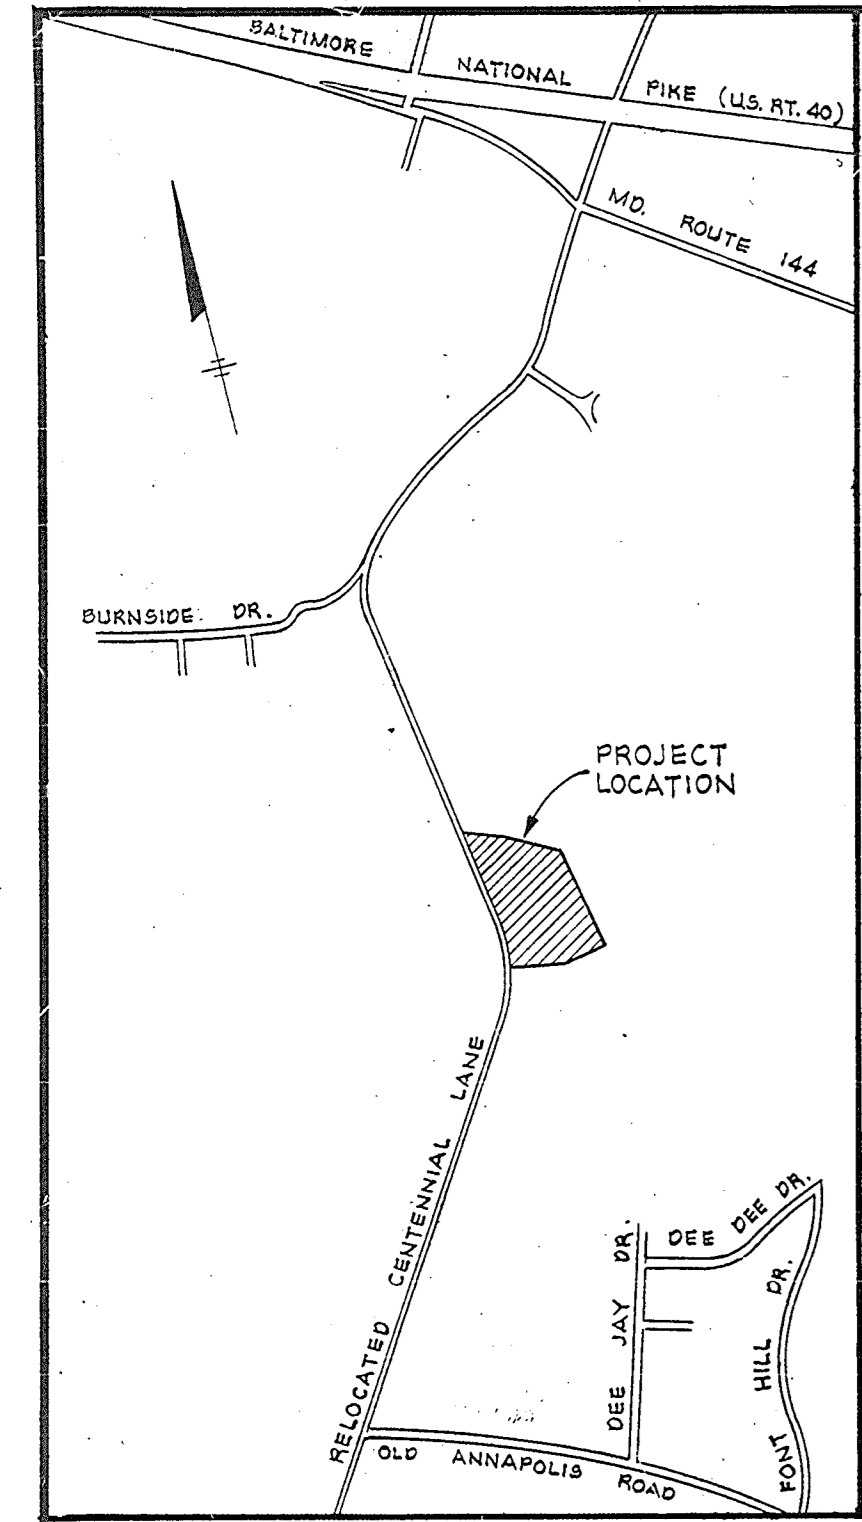 BALTIMORE NATIONAL PIKE (U.S. RT. 40)
MD. ROUTE 144
BURNSIDE DR.
PROJECT
LOCATION
RELOCATED CENTENNIAL LANE
DEE DEE DR.
DEE JAY DR.
FONT HILL DR.
OLD ANNAPOLIS ROAD